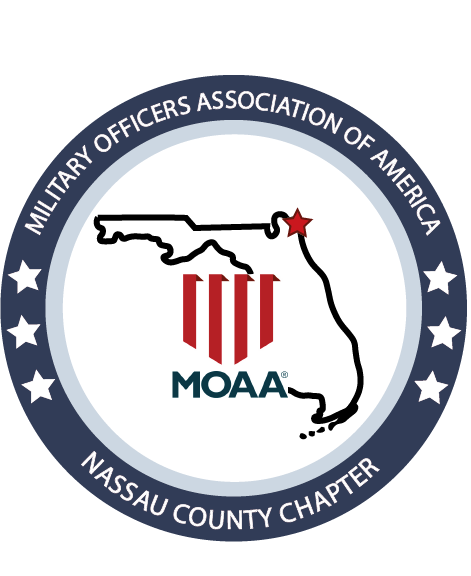 MILITARY OFFICERS ASSOCIATION OF AMERICA
MOAA®
NASSAU COUNTY CHAPTER